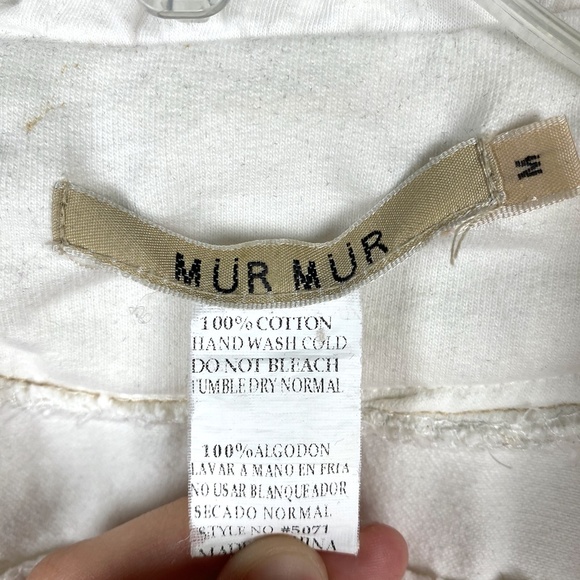 MÜR MÜR
M
100% COTTON
HAND WASH COLD
DO NOT BLEACH
TUMBLE DRY NORMAL
100% ALGODON
LAVAR A MANO EN FRIA
NO USAR BLANQUEADOR
SECADO NORMAL
STYLE NO. #5071